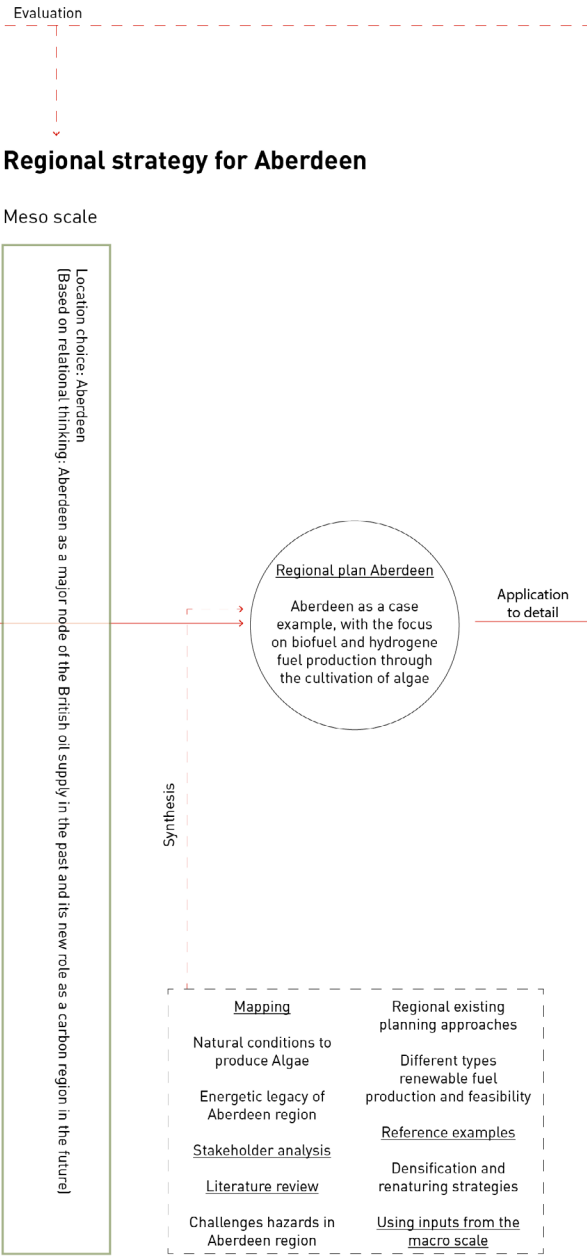 Evaluation
Regional strategy for Aberdeen
Meso scale
Location choice: Aberdeen
(Based on relational thinking: Aberdeen as a major node of the British oil supply in the past and its new role as a carbon region in the future)
Regional plan Aberdeen
Aberdeen as a case
example, with the focus
on biofuel and hydrogene
fuel production through
the cultivation of algae
Application
to detail
Synthesis
Mapping
Natural conditions to
produce Algae
Energetic legacy of
Aberdeen region
Stakeholder analysis
Literature review
Challenges hazards in
Aberdeen region
Regional existing
planning approaches
Different types
renewable fuel
production and feasibility
Reference examples
Densification and
renaturing strategies
Using inputs from the
macro scale